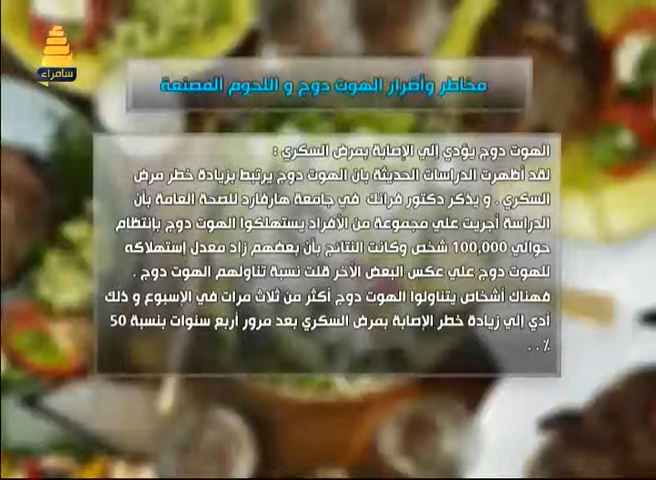 سامراء
مخاطر وأضرار الهوت دوج و اللحوم المصنعة
الهوت دوج يؤدي إلي الإصابة بمرض السكري :
لقد أظهرت الدراسات الحديثة بان الهوت دوج يرتبط بزيادة خطر مرض
السكري . و يذكر دكتور فرانك في جامعة هارفارد للصحة العامة بأن
الدراسة أجريت علي مجموعة من الأفراد يستهلكوا الهوت دوج بإنتظام
حوالي 100,000 شخص وكانت النتائج بأن بعضهم زاد معدل إستهلاكه
للهوت دوج علي عكس البعض الأخر قلت نسبة تناولهم الهوت دوج .
فهناك أشخاص يتناولوا الهوت دوج أكثر من ثلاث مرات في الإسبوع و ذلك
أدي إلي زيادة خطر الإصابة بمرض السكري بعد مرور أربع سنوات بنسبة 50
٪ . .